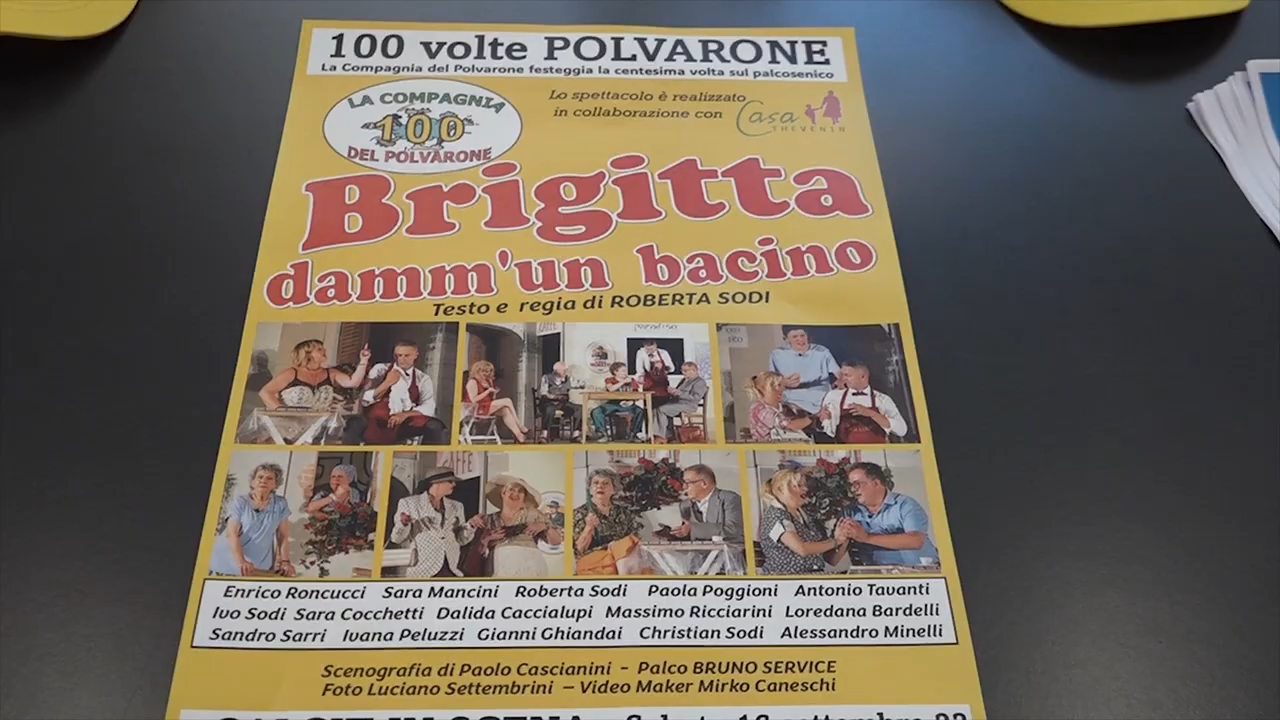 100 volte POLVARONE
La Compagnia del Polvarone festeggia la centesima volta sul palcosenico
LA COMPAGNIA
100
DEL POLVARONE
Lo spettacolo è realizzato
in collaborazione con
Casa
THEVENIN
Brigitta
damm'un bacino
Testo e regia di ROBERTA SODI
Enrico Roncucci Sara Mancini Roberta Sodi Paola Poggioni Antonio Tavanti
Ivo Sodi Sara Cocchetti Dalida Caccialupi Massimo Ricciarini Loredana Bardelli
Sandro Sarri Ivana Peluzzi Gianni Ghiandai Christian Sodi Alessandro Minelli
Scenografia di Paolo Cascianini - Palco BRUNO SERVICE
Foto Luciano Settembrini – Video Maker Mirko Caneschi